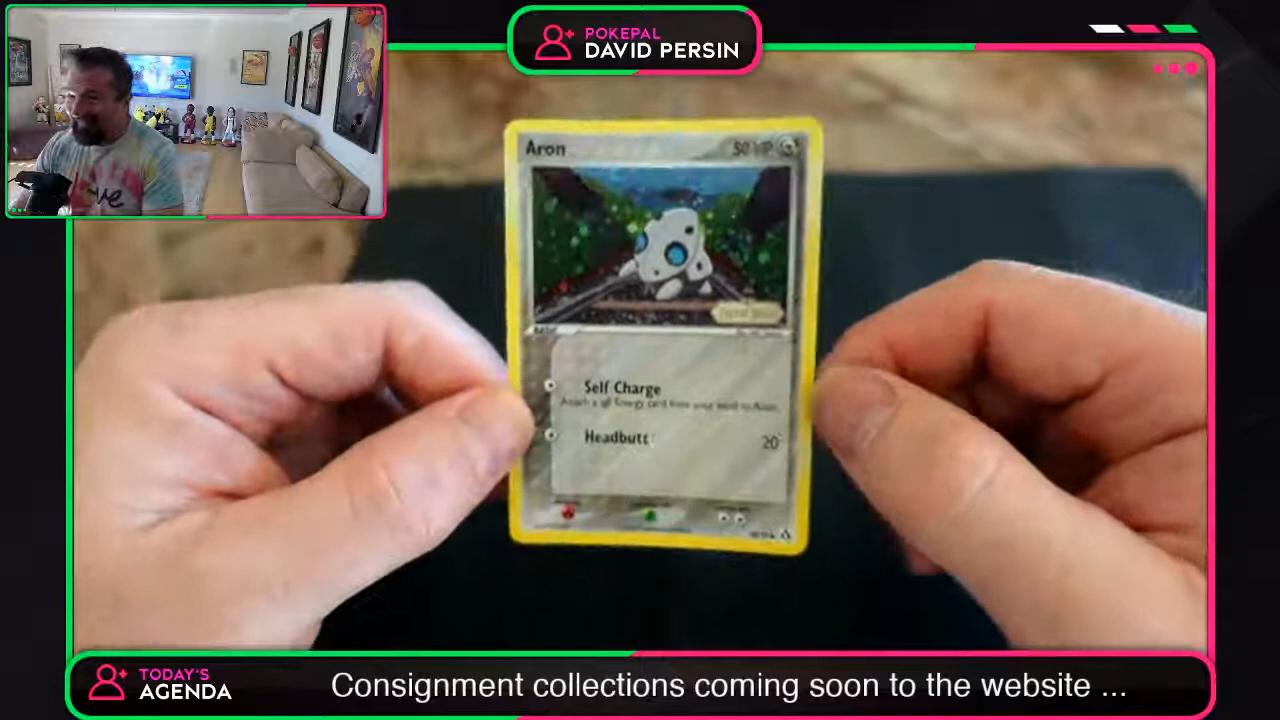 POKEPAL
DAVID PERSIN
Aron
50 HP
Self Charge
Headbutt 20
TODAY'S
AGENDA
Consignment collections coming soon to the website ...